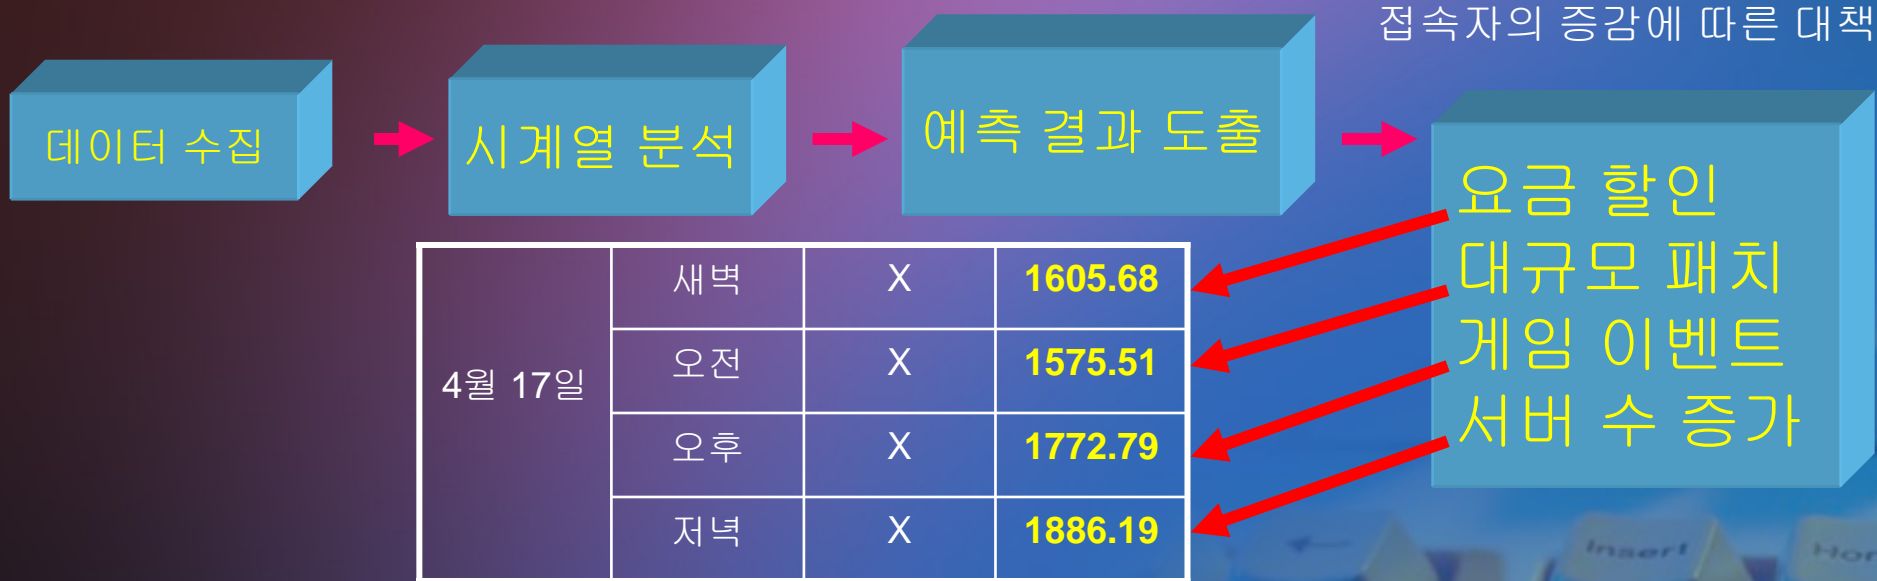 접속자의 증감에 따른 대책
데이터 수집
시계열 분석
예측 결과 도출
요금 할인
대규모 패치
게임 이벤트
서버 수 증가
4월 17일
새벽 X 1605.68
오전 X 1575.51
오후 X 1772.79
저녁 X 1886.19
Insert